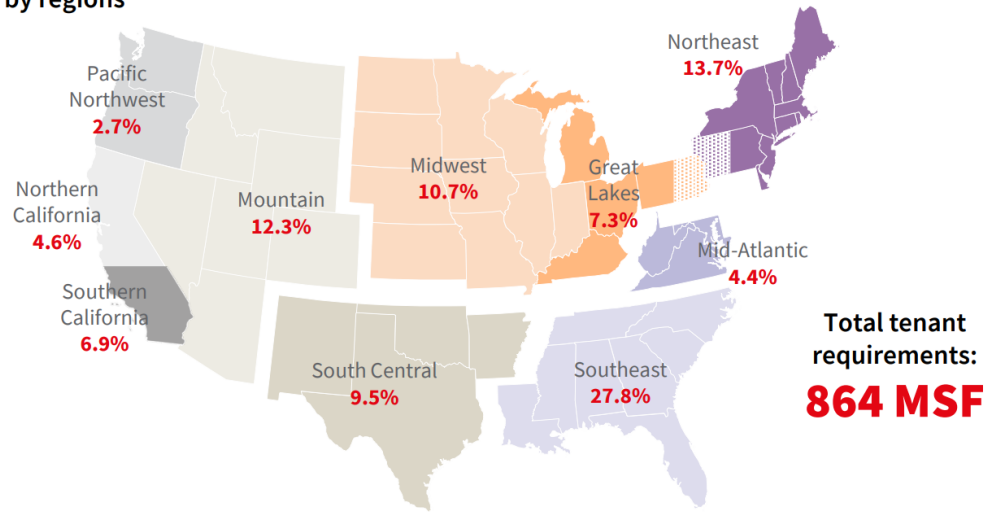 by regions
Northeast
13.7%
Pacific
Northwest
2.7%
Midwest
10.7%
Great
Lakes
7.3%
Northern
California
4.6%
Mountain
12.3%
Mid-Atlantic
4.4%
Southern
California
6.9%
South Central
9.5%
Southeast
27.8%
Total tenant
requirements:
864 MSF